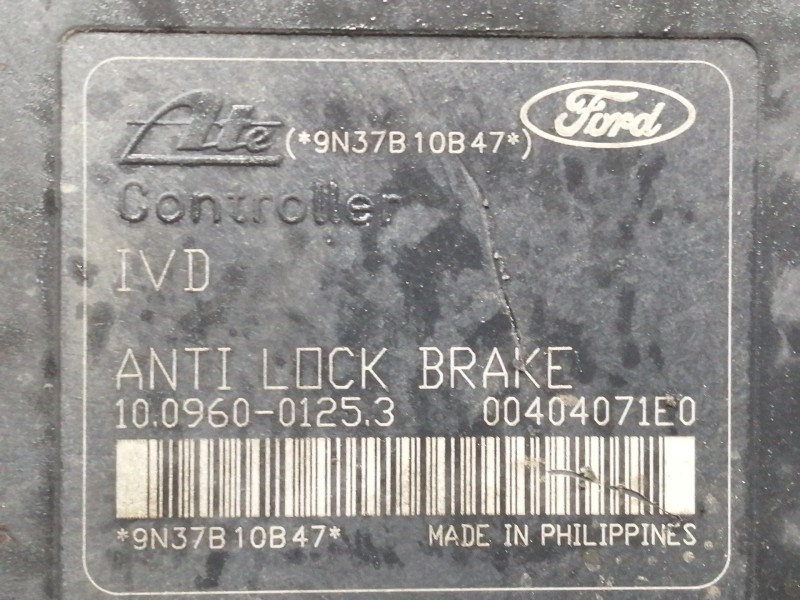 Ate (*9N37B10B47*) Ford
Controller
IVD
ANTI LOCK BRAKE
10.0960-0125.3 00404071E0
*9N37B10B47* MADE IN PHILIPPINES